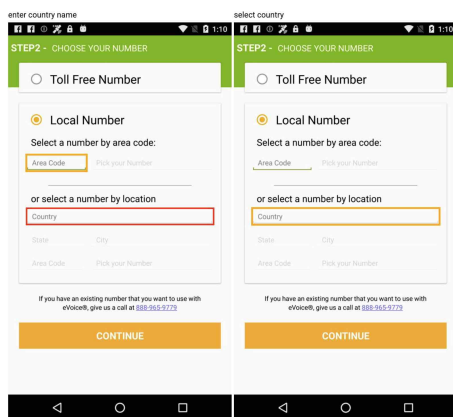 enter country name
1:10
STEP2 - CHOOSE YOUR NUMBER
Toll Free Number
Local Number
Select a number by area code:
Area Code Pick your Number
or select a number by location
Country
State City
Area Code Pick your Number
If you have an existing number that you want to use with
eVoice®, give us a call at 888-965-9779
CONTINUE
select country
1:10
STEP2 - CHOOSE YOUR NUMBER
Toll Free Number
Local Number
Select a number by area code:
Area Code Pick your Number
or select a number by location
Country
State City
Area Code Pick your Number
If you have an existing number that you want to use with
eVoice®, give us a call at 888-965-9779
CONTINUE